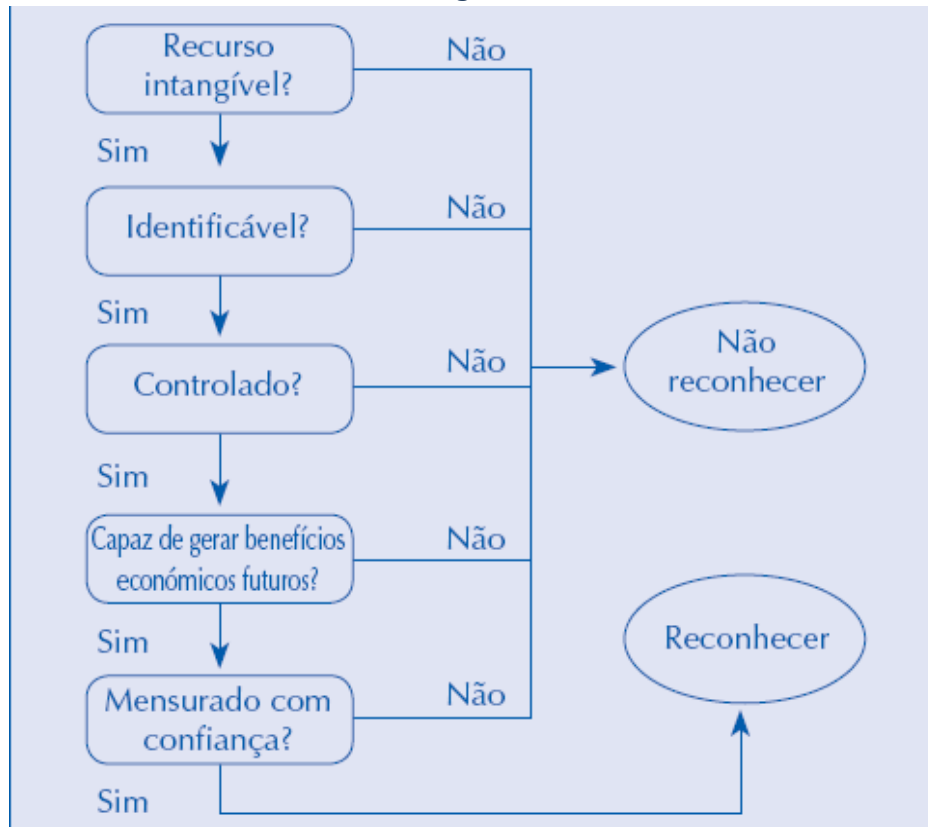 Recurso
intangível?
Não
Sim
Identificável?
Não
Sim
Controlado?
Não
Não
reconhecer
Sim
Capaz de gerar benefícios
económicos futuros?
Não
Sim
Reconhecer
Mensurado com
confiança?
Não
Sim